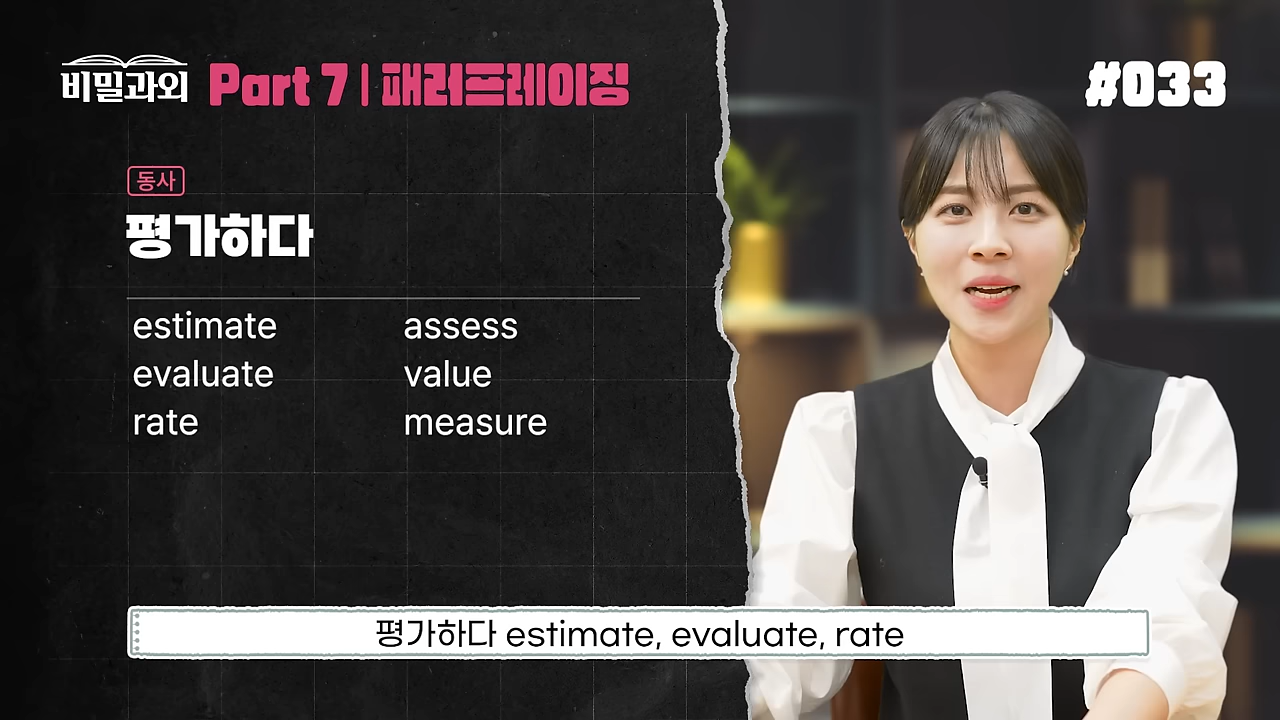 비밀과외 Part 7 | 패러프레이징
#033
동사
평가하다
estimate assess
evaluate value
rate measure
평가하다 estimate, evaluate, rate